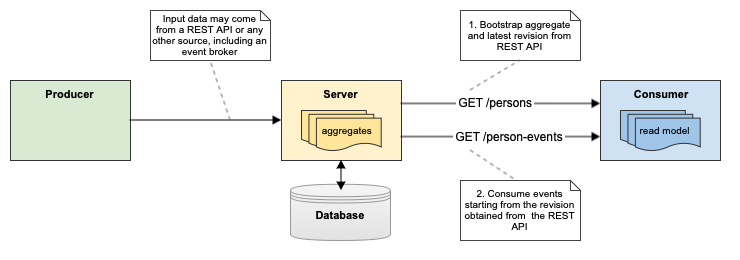 Input data may come
from a REST API or any
other source, including an
event broker
1. Bootstrap aggregate
and latest revision from
REST API
Producer
Server
aggregates
GET /persons
GET /person-events
Consumer
read model
Database
2. Consume events
starting from the revision
obtained from  the REST
API